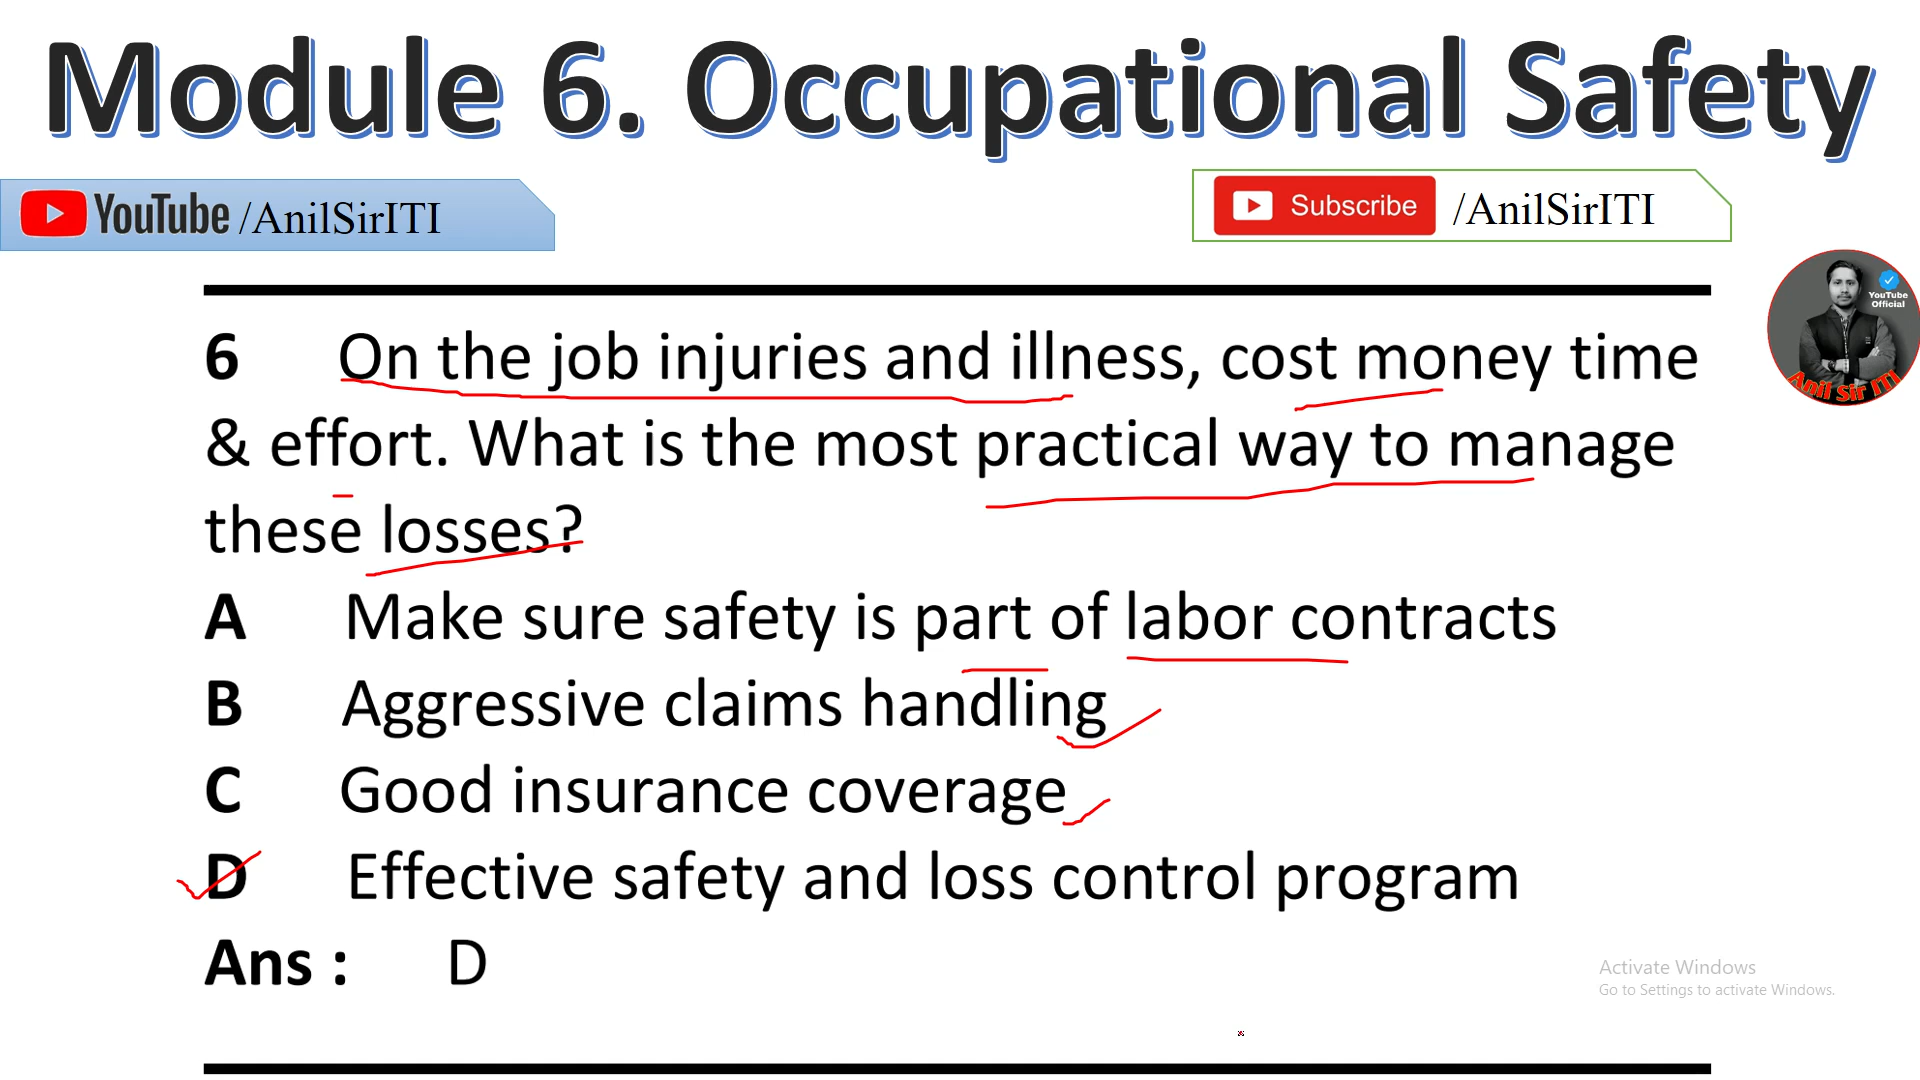 Module 6. Occupational Safety
YouTube /AnilSirITI
Subscribe /AnilSirITI
YouTube
Official
Anil Sir ITI
6 On the job injuries and illness, cost money time
& effort. What is the most practical way to manage
these losses?
A Make sure safety is part of labor contracts
B Aggressive claims handling
C Good insurance coverage
D Effective safety and loss control program
Ans : D
Activate Windows
Go to Settings to activate Windows.